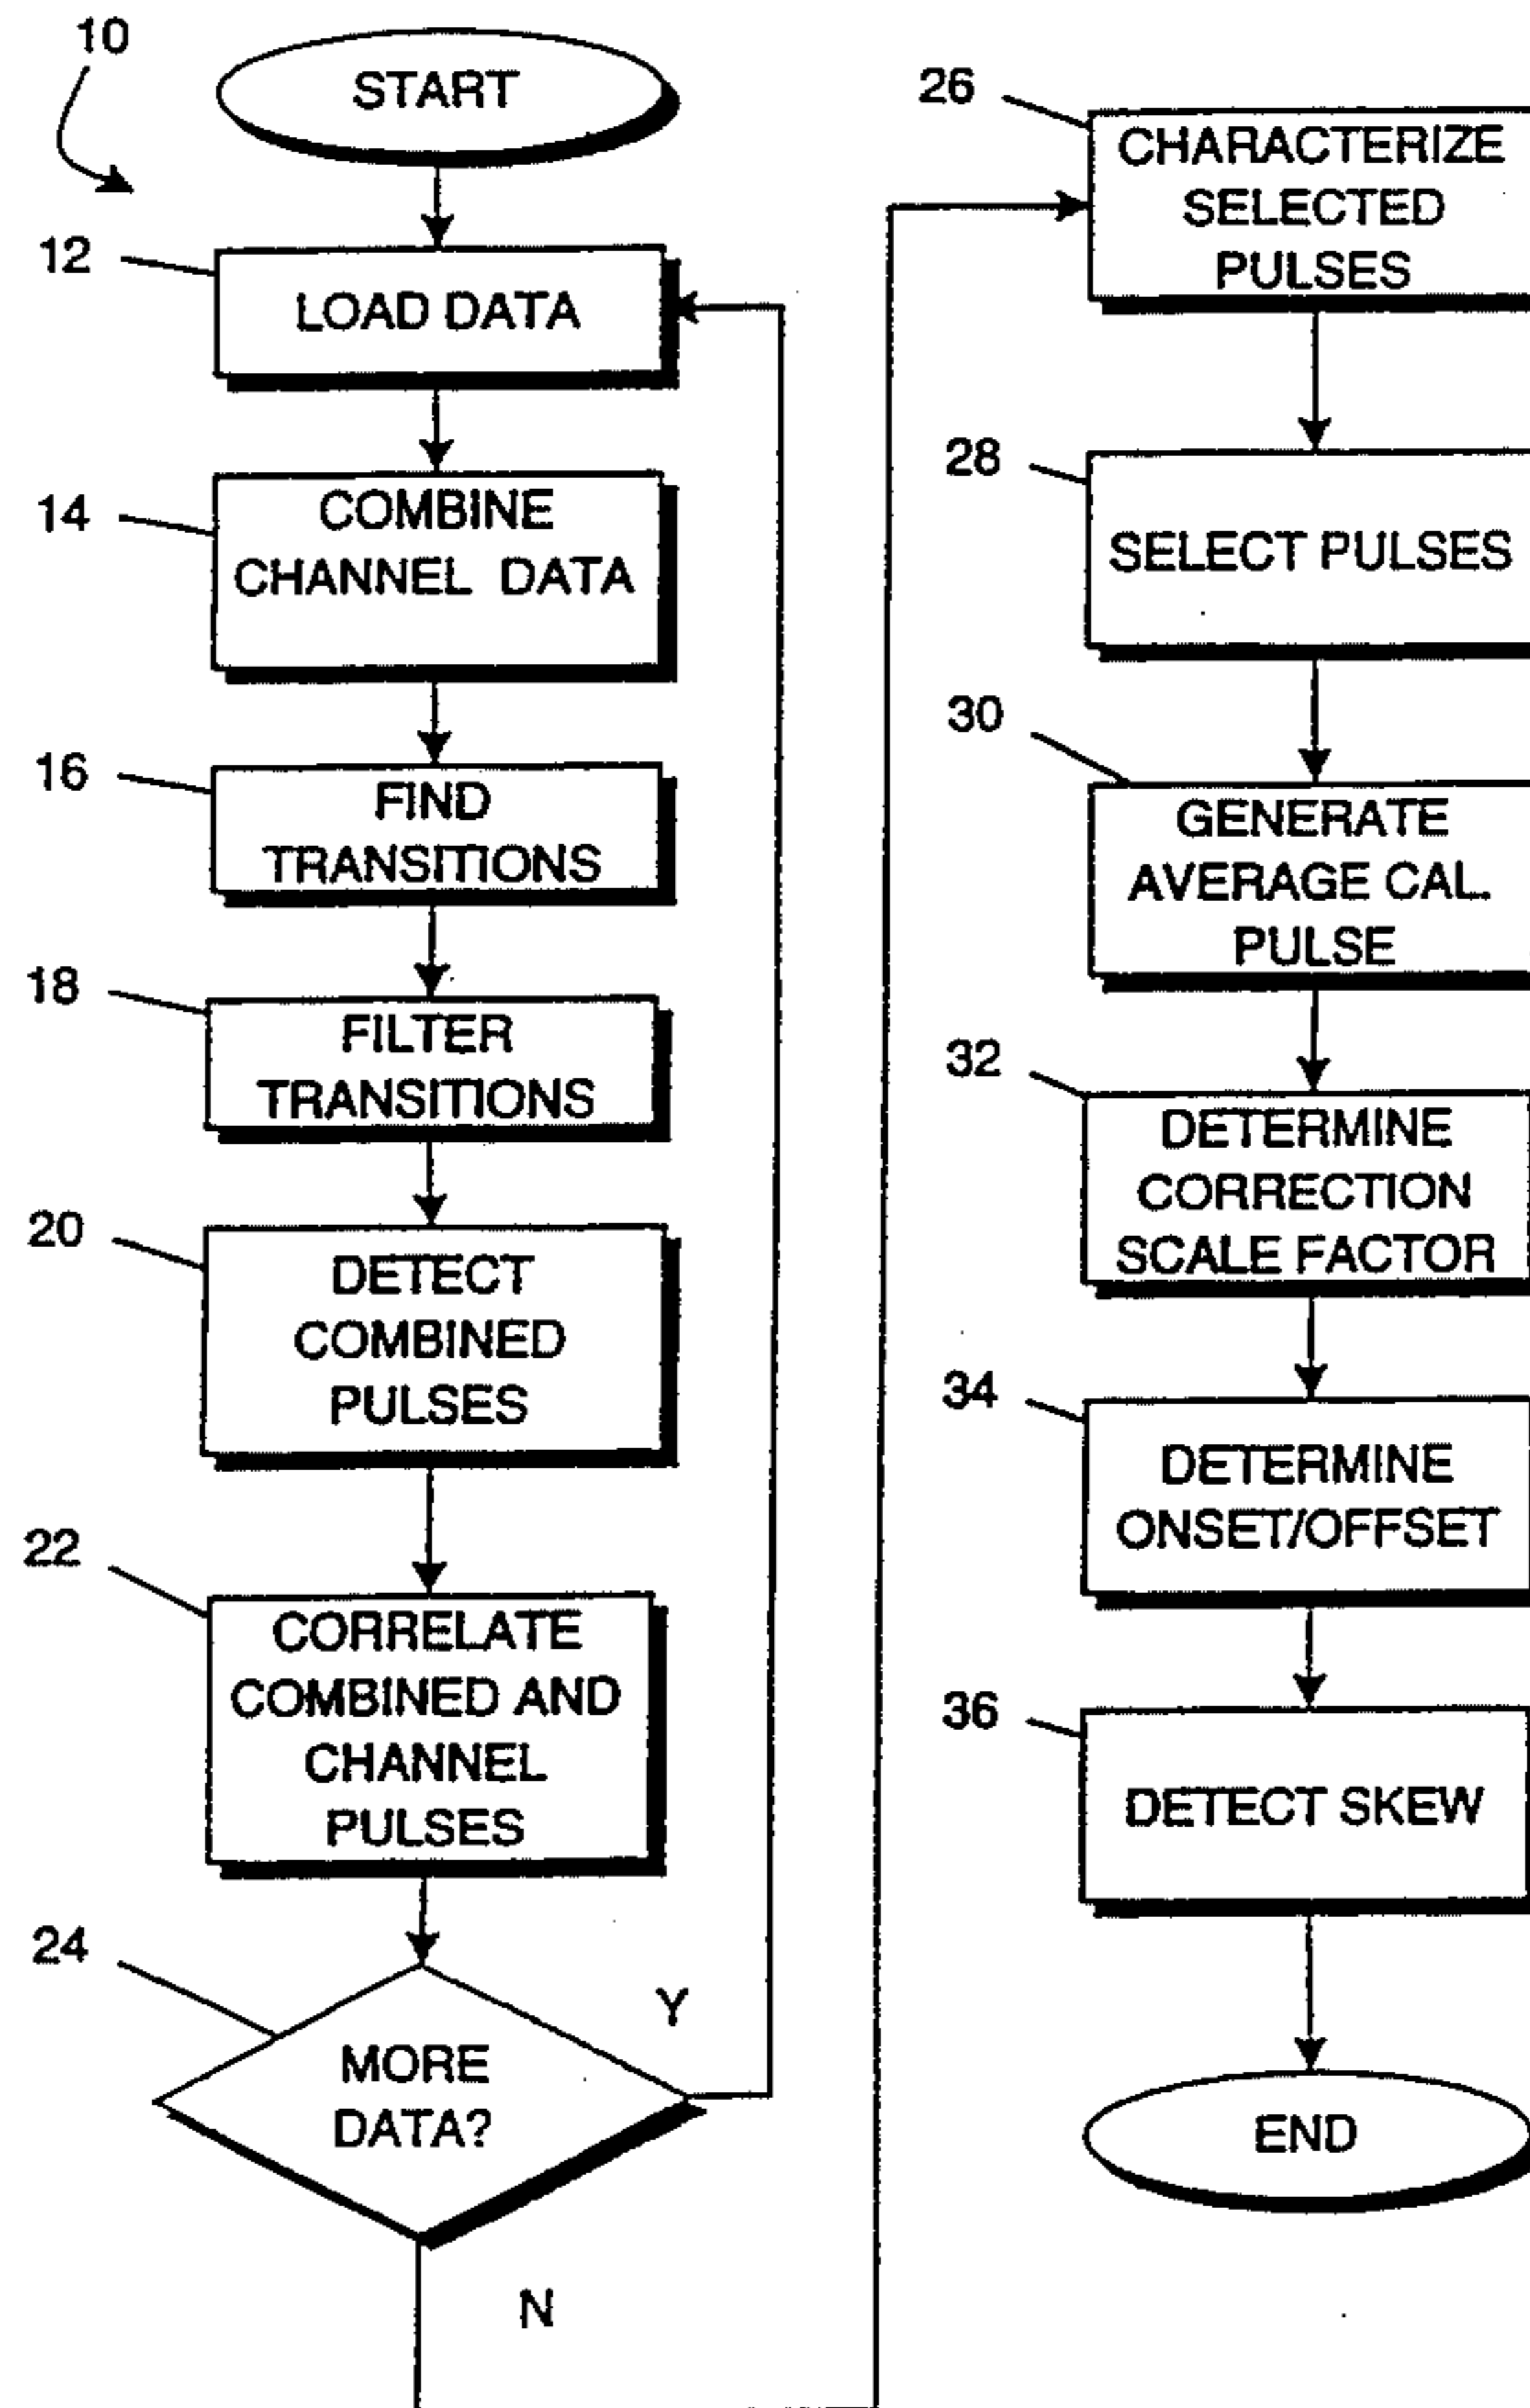 10
START
12
LOAD DATA
14
COMBINE
CHANNEL DATA
16
FIND
TRANSITIONS
18
FILTER
TRANSITIONS
20
DETECT
COMBINED
PULSES
22
CORRELATE
COMBINED AND
CHANNEL
PULSES
24
MORE
DATA?
Y
N
26
CHARACTERIZE
SELECTED
PULSES
28
SELECT PULSES
30
GENERATE
AVERAGE CAL.
PULSE
32
DETERMINE
CORRECTION
SCALE FACTOR
34
DETERMINE
ONSET/OFFSET
36
DETECT SKEW
END